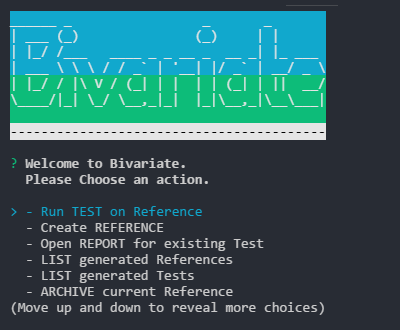 Bivariate
? Welcome to Bivariate.
Please Choose an action.
> - Run TEST on Reference
- Create REFERENCE
- Open REPORT for existing Test
- LIST generated References
- LIST generated Tests
- ARCHIVE current Reference
(Move up and down to reveal more choices)